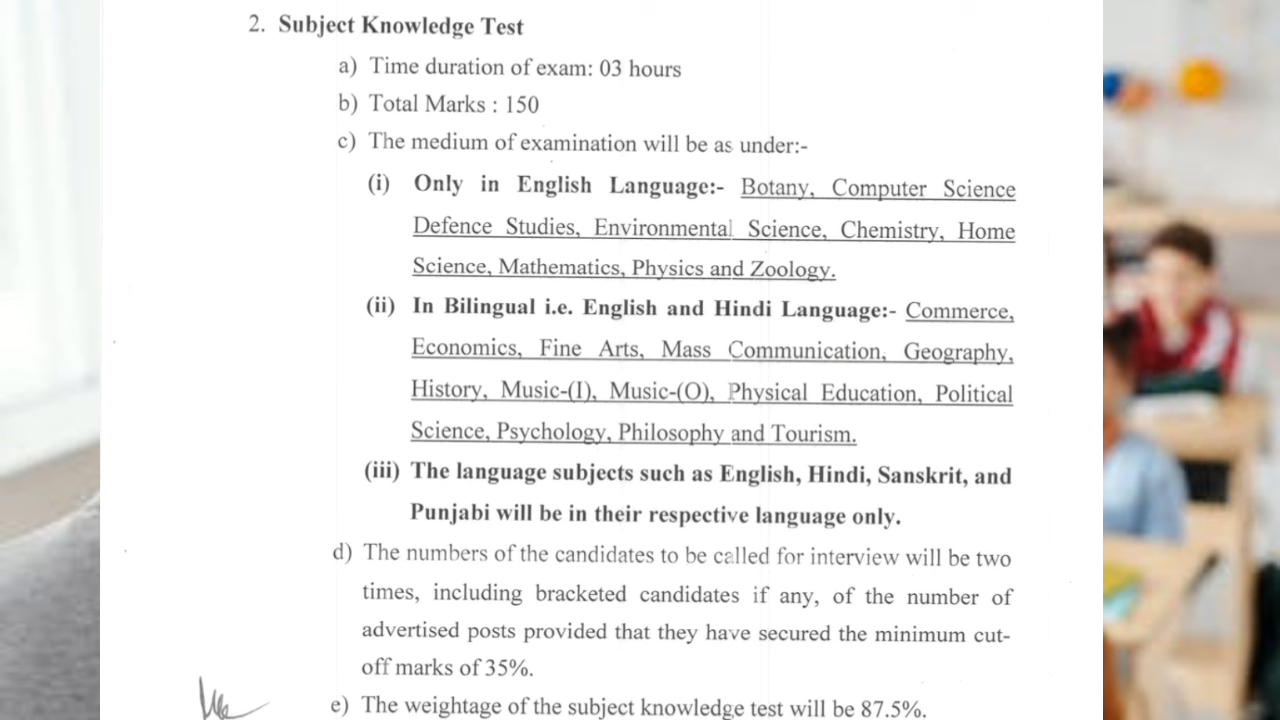 2. Subject Knowledge Test
a) Time duration of exam: 03 hours
b) Total Marks : 150
c) The medium of examination will be as under:-
(i) Only in English Language:- Botany, Computer Science
Defence Studies, Environmental Science, Chemistry, Home
Science, Mathematics, Physics and Zoology.
(ii) In Bilingual i.e. English and Hindi Language:- Commerce,
Economics, Fine Arts, Mass Communication, Geography,
History, Music-(I), Music-(O), Physical Education, Political
Science, Psychology, Philosophy and Tourism.
(iii) The language subjects such as English, Hindi, Sanskrit, and
Punjabi will be in their respective language only.
d) The numbers of the candidates to be called for interview will be two
times, including bracketed candidates if any, of the number of
advertised posts provided that they have secured the minimum cut-
off marks of 35%.
e) The weightage of the subject knowledge test will be 87.5%.